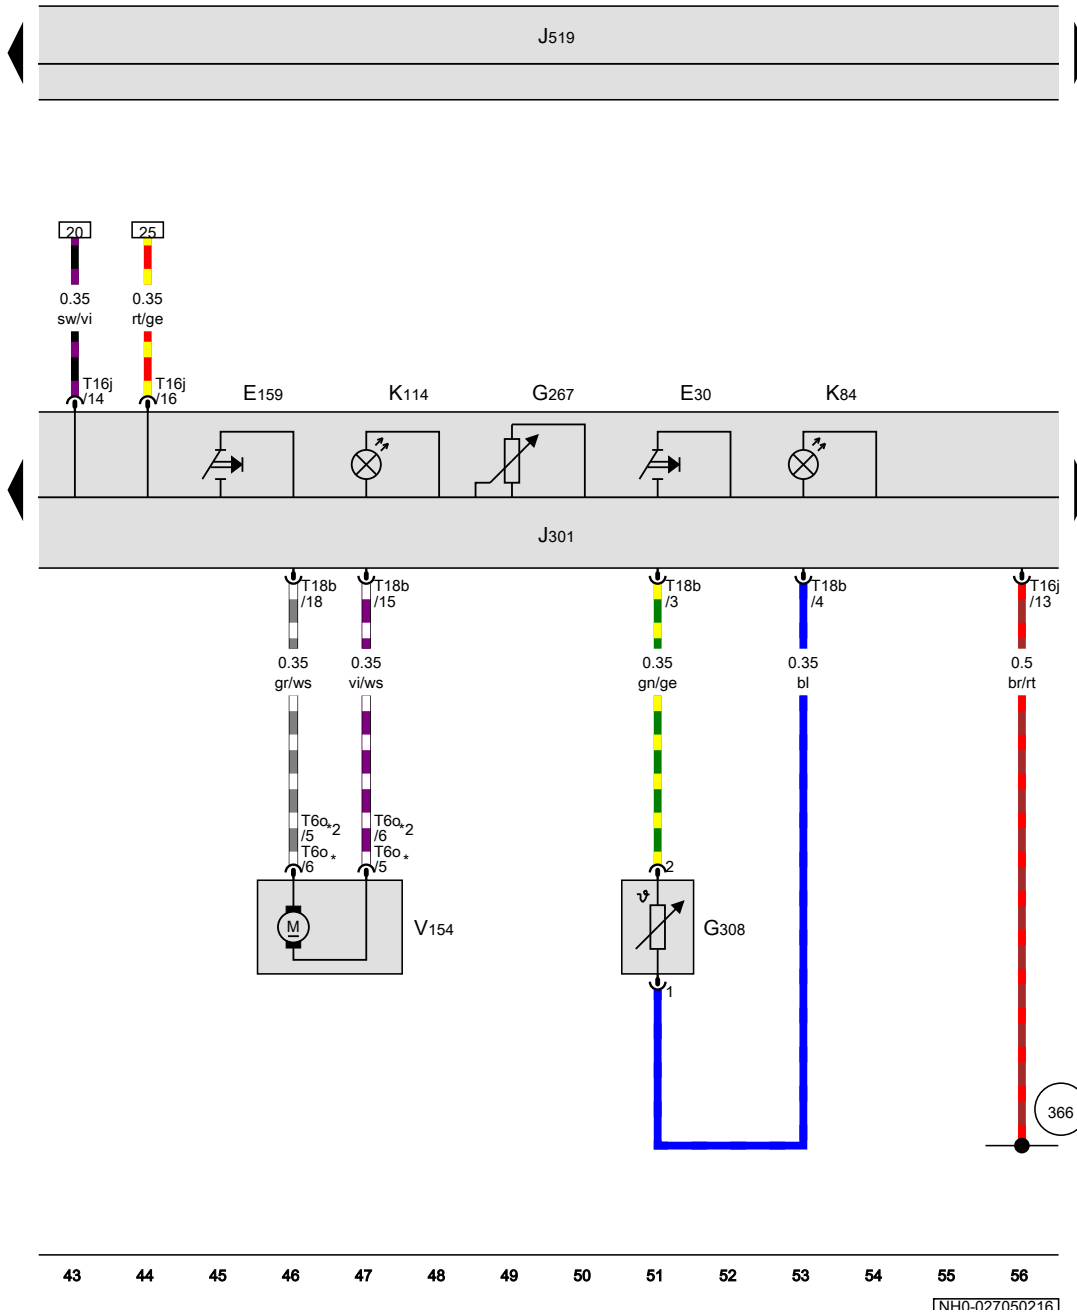 J519
20 25
0.35 0.35
sw/vi rt/ge
T16j T16j
/14 /16
E159 K114 G267 E30 K84
J301
T18b T18b T18b T18b T16j
/18 /15 /3 /4 /13
0.35 0.35 0.35 0.35 0.5
gr/ws vi/ws gn/ge bl br/rt
T6o*2 T6o*2
/5 /6
T6o* T6o*
/6 /5
2
ϑ
M V154 G308
1
366
43 44 45 46 47 48 49 50 51 52 53 54 55 56
NH0-027050216